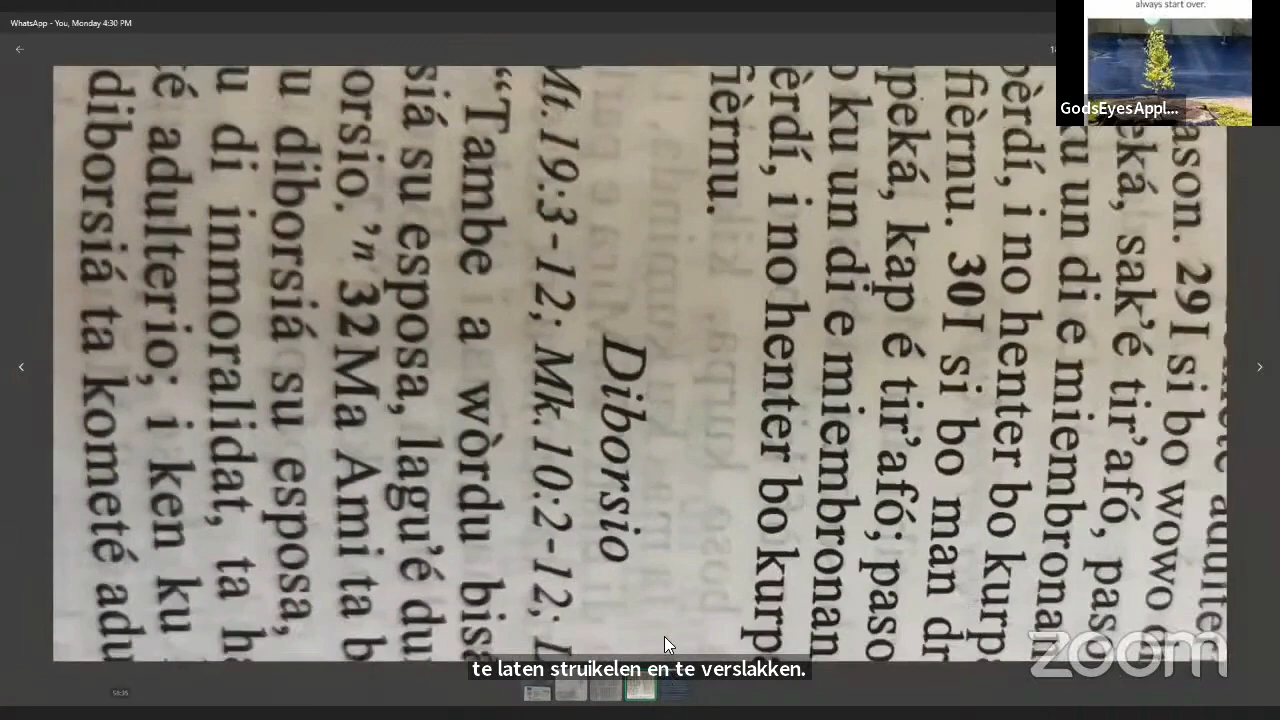 WhatsApp - You, Monday 4:30 PM
always start over.
GodsEyesAppl...
ason. 29I si bo wowo
eká, sak’é tir’afó, paso
ku un di e miembronan
pèrdí, i no henter bo kurp
fièrnu. 30I si bo man dr
peká, kap é tir’afó; paso
ku un di e miembronan
èrdí, i no henter bo kurp
fièrnu.
Diborsio
Mt. 19:3-12; Mk. 10:2-12; L
“Tambe a wòrdu bisá
siá su esposa, lagu’é du
orsio.’n 32Ma Ami ta b
u diborsiá su esposa,
u di inmoralidat, ta h
é adulterio; i ken ku
diborsiá ta kometé adu
te laten struikelen en te verslakken.
zoom